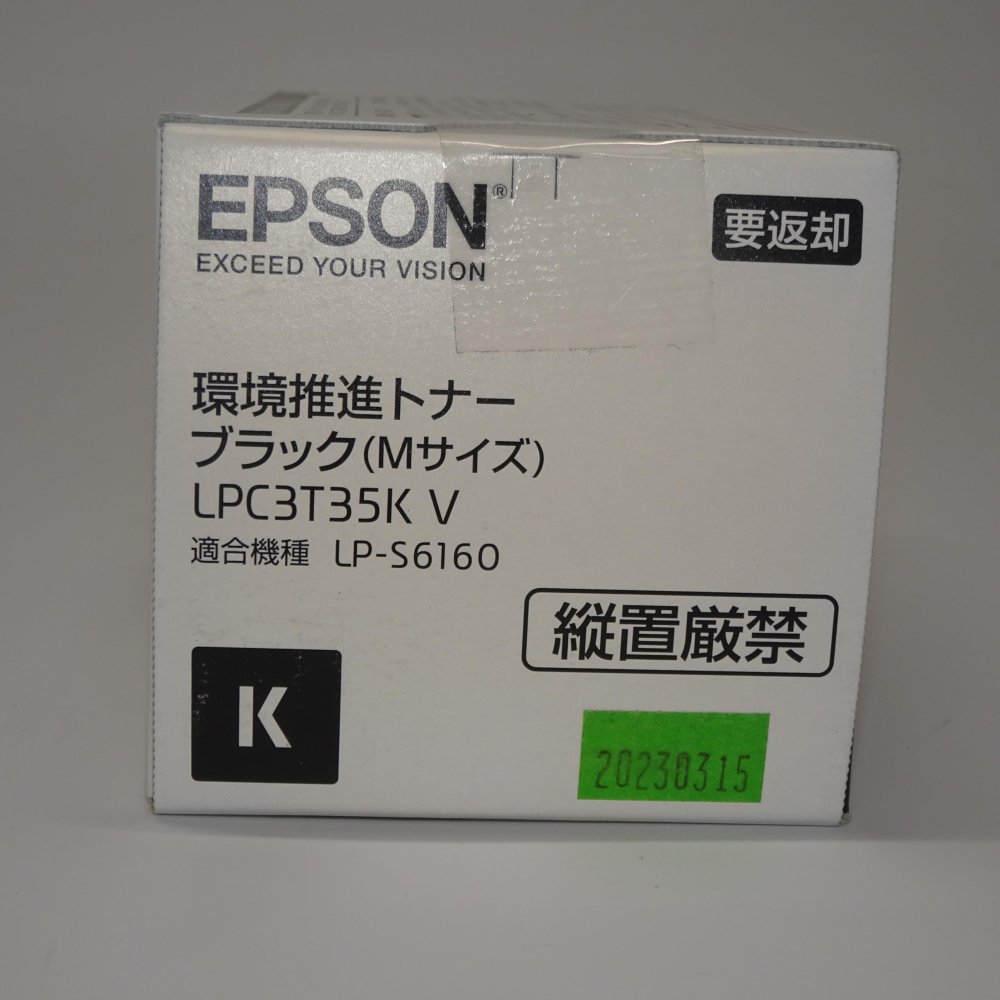 EPSON®
EXCEED YOUR VISION
要返却
環境推進トナー
ブラック(Mサイズ)
LPC3T35K V
適合機種 LP-S6160
縦置厳禁
K
20230315